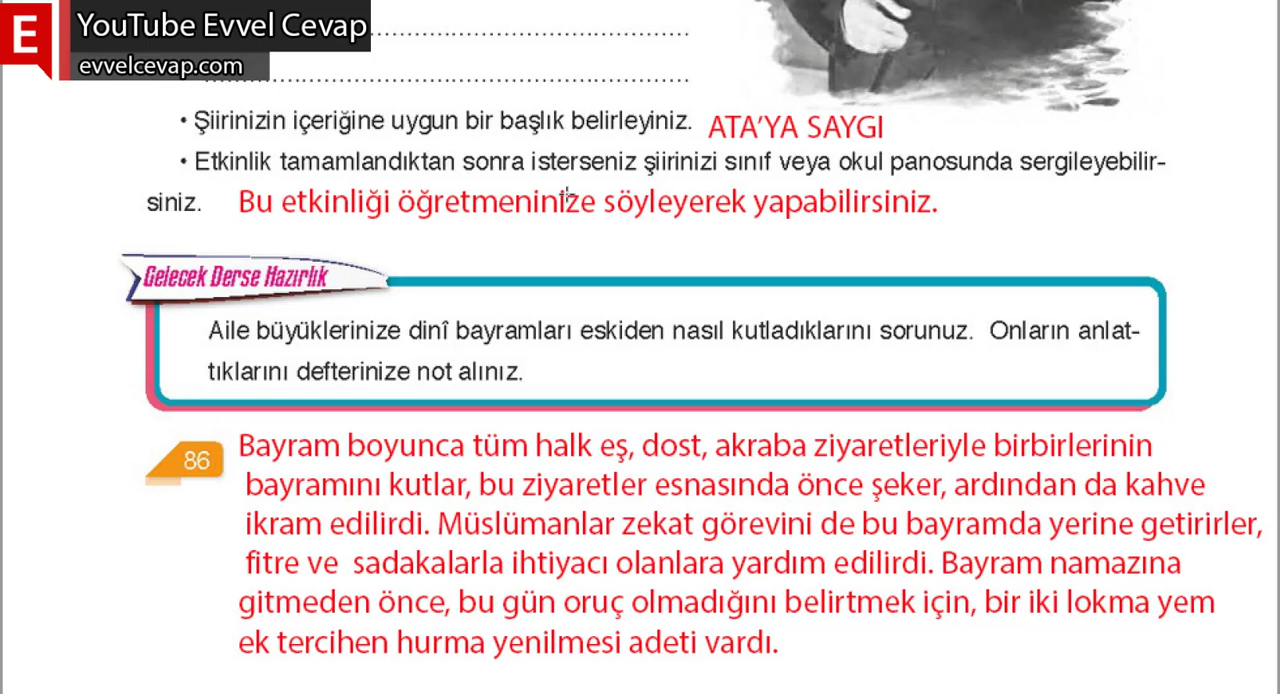 E
YouTube Evvel Cevap
evvelcevap.com
• Şiirinizin içeriğine uygun bir başlık belirleyiniz. ATA'YA SAYGI
• Etkinlik tamamlandıktan sonra isterseniz şiirinizi sınıf veya okul panosunda sergileyebilir-
siniz. Bu etkinliği öğretmeninize söyleyerek yapabilirsiniz.
Gelecek Derse Hazırlık
Aile büyüklerinize dinî bayramları eskiden nasıl kutladıklarını sorunuz. Onların anlat-
tıklarını defterinize not alınız.
86
Bayram boyunca tüm halk eş, dost, akraba ziyaretleriyle birbirlerinin
bayramını kutlar, bu ziyaretler esnasında önce şeker, ardından da kahve
ikram edilirdi. Müslümanlar zekat görevini de bu bayramda yerine getirirler,
fitre ve sadakalarla ihtiyacı olanlara yardım edilirdi. Bayram namazına
gitmeden önce, bu gün oruç olmadığını belirtmek için, bir iki lokma yem
ek tercihen hurma yenilmesi adeti vardı.